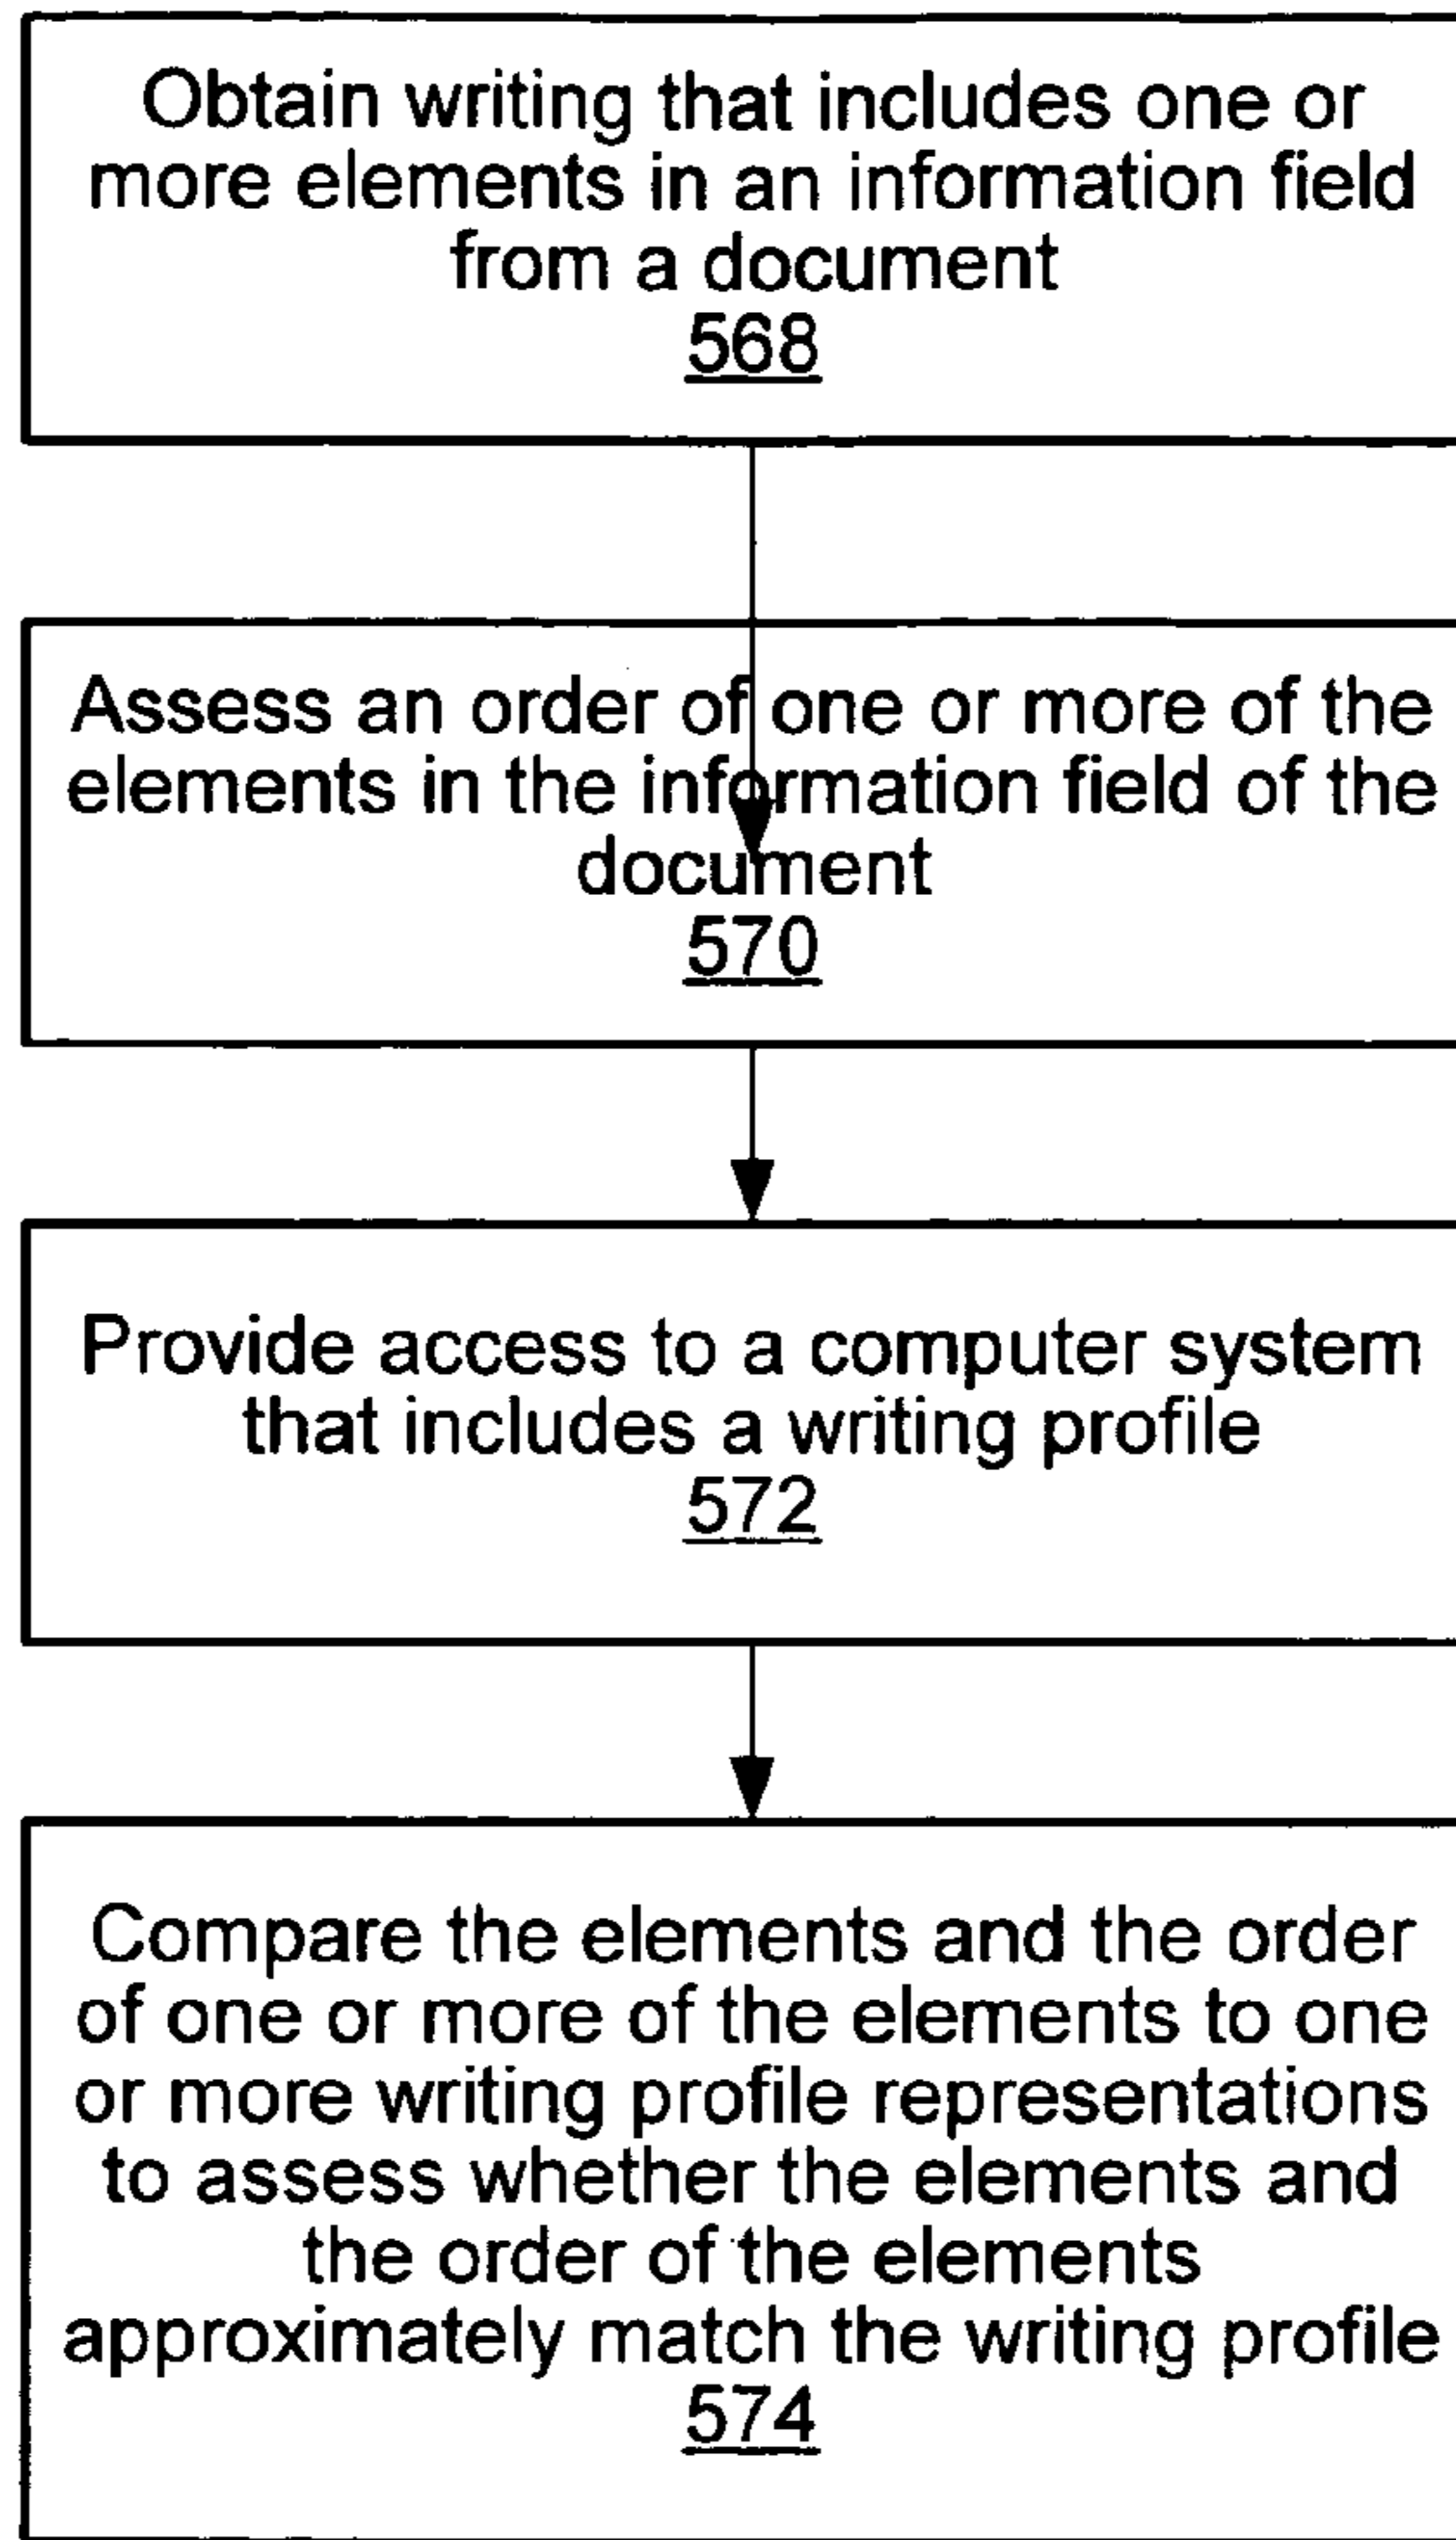 Obtain writing that includes one or
more elements in an information field
from a document
568
Assess an order of one or more of the
elements in the information field of the
document
570
Provide access to a computer system
that includes a writing profile
572
Compare the elements and the order
of one or more of the elements to one
or more writing profile representations
to assess whether the elements and
the order of the elements
approximately match the writing profile
574